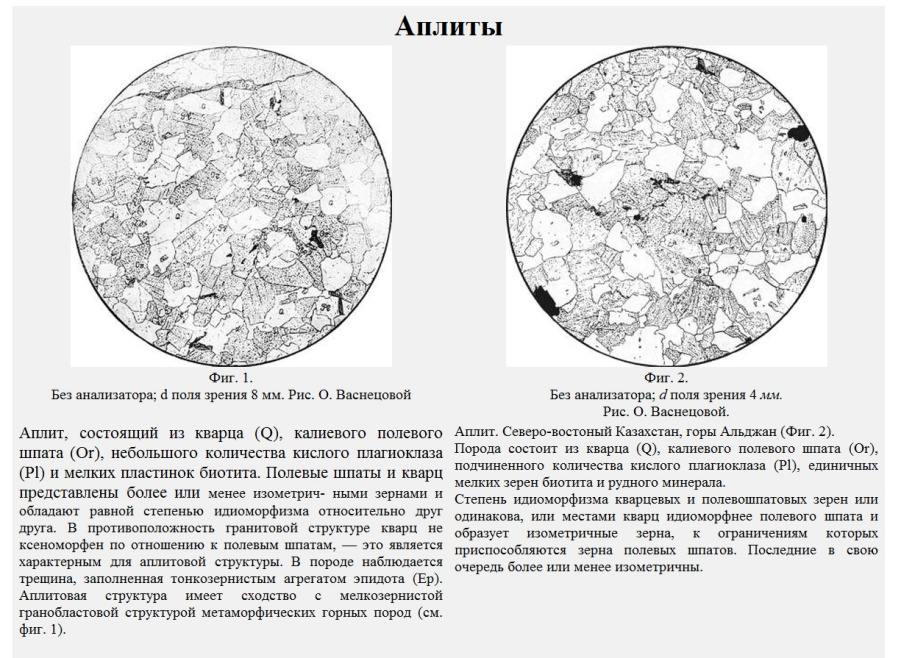 Аплиты
Фиг. 1.
Без анализатора; d поля зрения 8 мм. Рис. О. Васнецовой
Аплит, состоящий из кварца (Q), калиевого полевого
шпата (Or), небольшого количества кислого плагиоклаза
(Pl) и мелких пластинок биотита. Полевые шпаты и кварц
представлены более или менее изометрич- ными зернами и
обладают равной степенью идиоморфизма относительно друг
друга. В противоположность гранитовой структуре кварц не
ксеноморфен по отношению к полевым шпатам, — это является
характерным для аплитовой структуры. В породе наблюдается
трещина, заполненная тонкозернистым агрегатом эпидота (Ep).
Аплитовая структура имеет сходство с мелкозернистой
гранобластовой структурой метаморфических горных пород (см.
фиг. 1).
Фиг. 2.
Без анализатора; d поля зрения 4 мм.
Рис. О. Васнецовой.
Аплит. Северо-востоный Казахстан, горы Альджан (Фиг. 2).
Порода состоит из кварца (Q), калиевого полевого шпата (Or),
подчиненного количества кислого плагиоклаза (Pl), единичных
мелких зерен биотита и рудного минерала.
Степень идиоморфизма кварцевых и полевошпатовых зерен или
одинакова, или местами кварц идиоморфнее полевого шпата и
образует изометричные зерна, к ограничениям которых
приспособляются зерна полевых шпатов. Последние в свою
очередь более или менее изометричны.